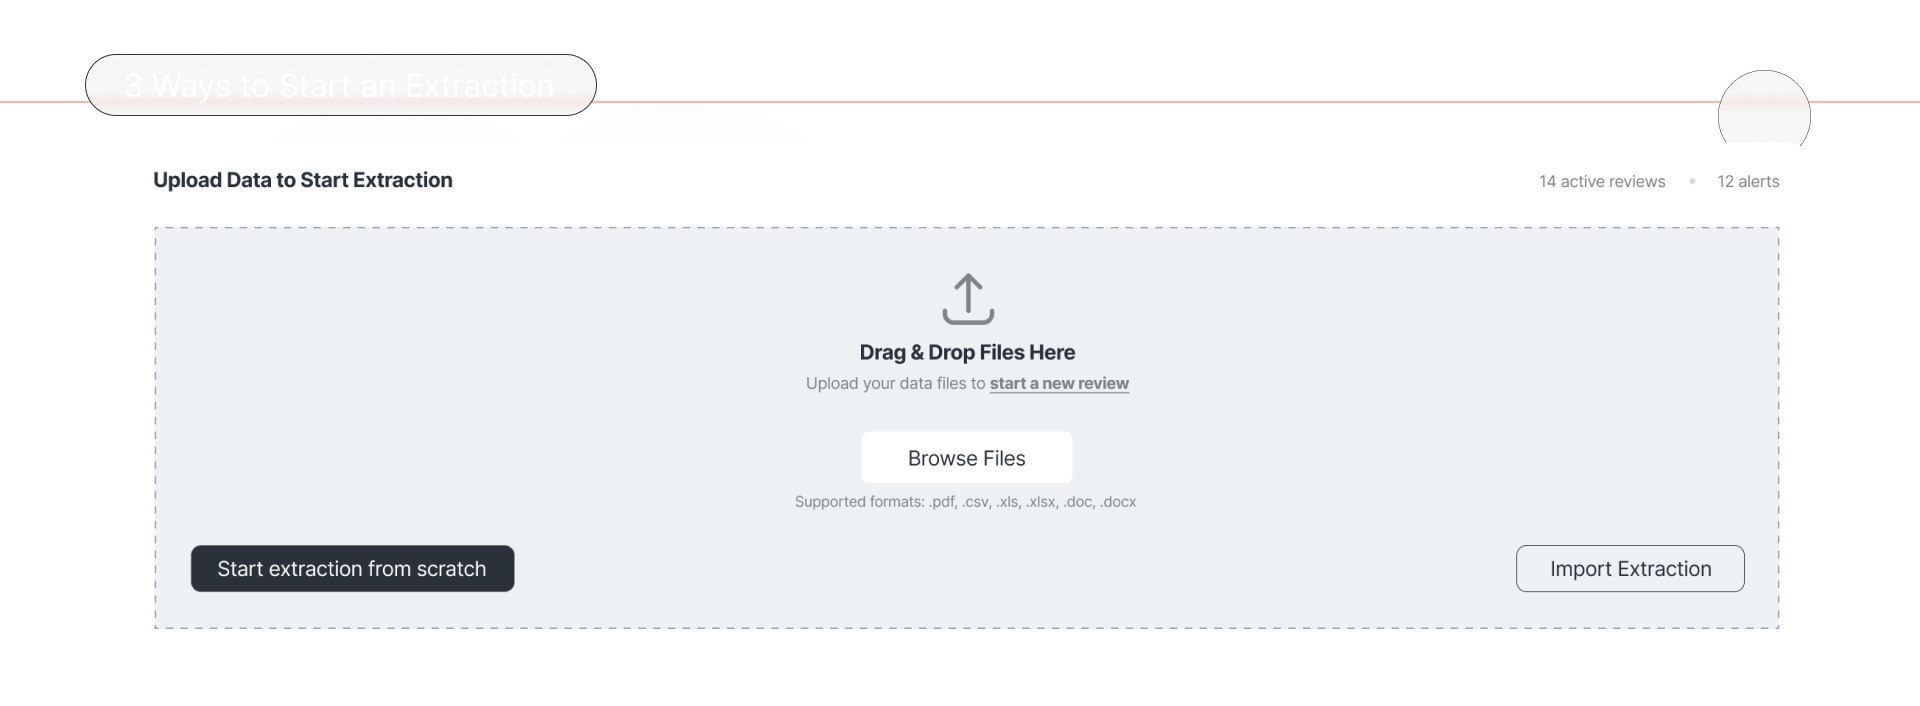 3 Ways to Start an Extraction
Upload Data to Start Extraction
14 active reviews • 12 alerts
Drag & Drop Files Here
Upload your data files to start a new review
Browse Files
Supported formats: .pdf, .csv, .xls, .xlsx, .doc, .docx
Start extraction from scratch
Import Extraction